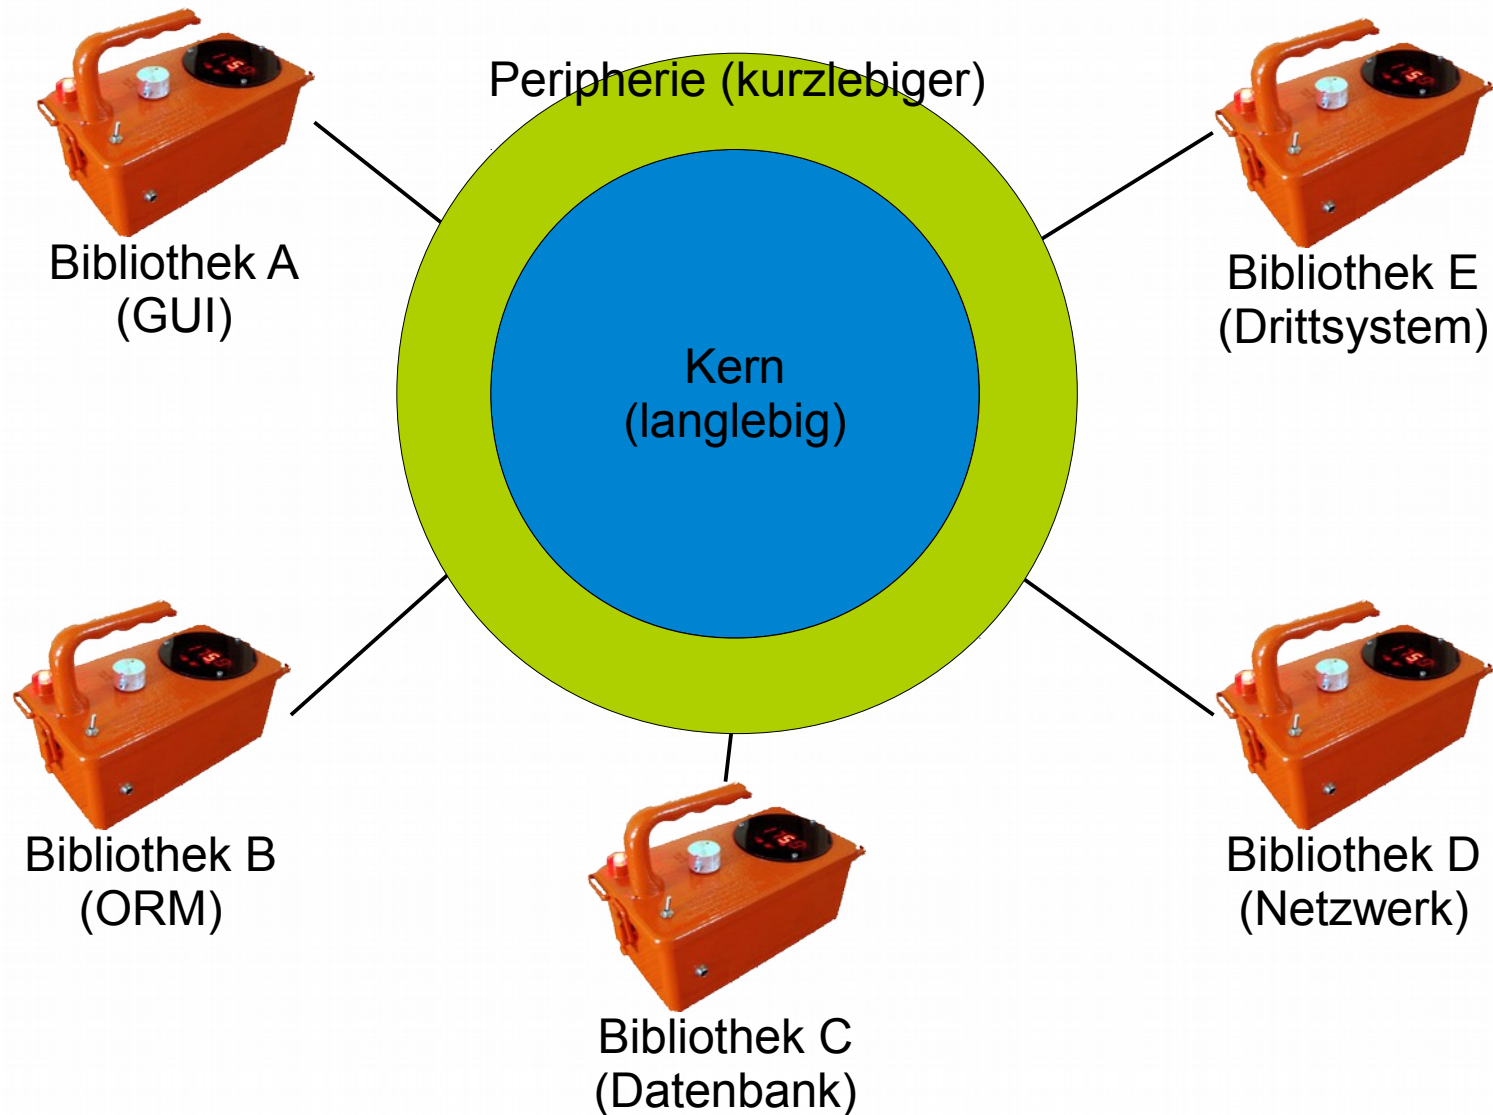 Peripherie (kurzlebiger)
Bibliothek A
(GUI)
Bibliothek E
(Drittsystem)
Kern
(langlebig)
Bibliothek B
(ORM)
Bibliothek D
(Netzwerk)
Bibliothek C
(Datenbank)